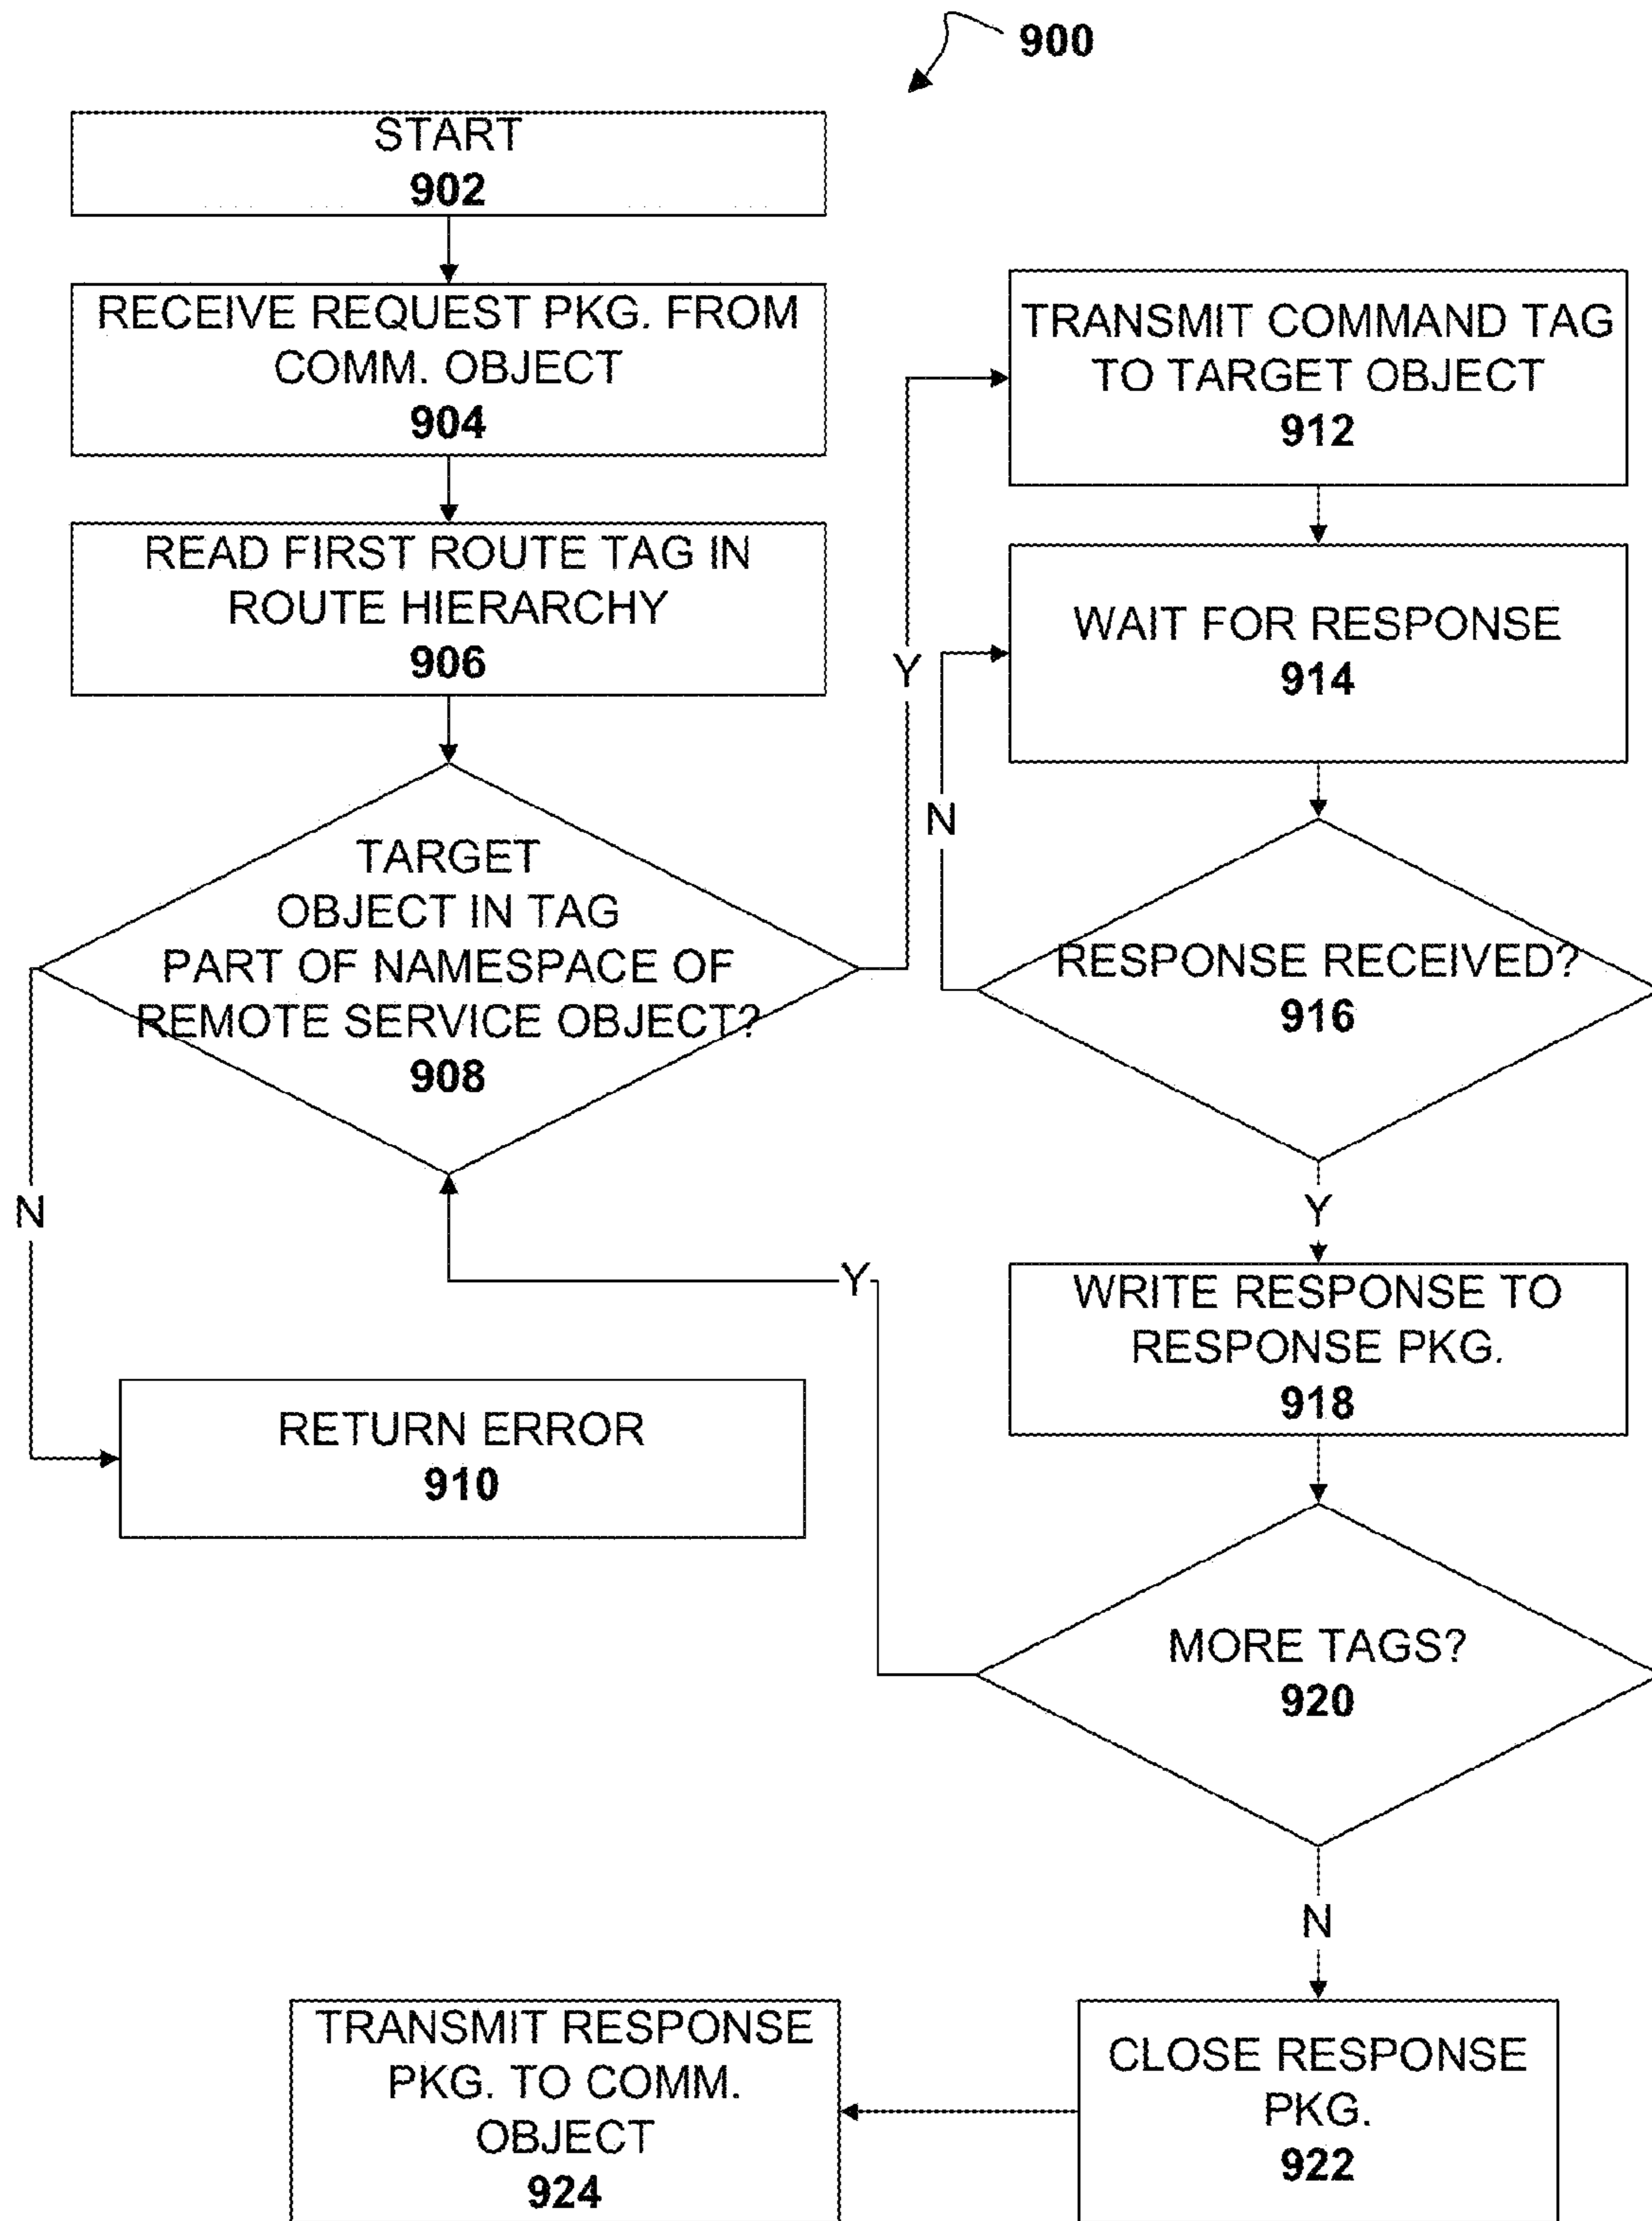 900
START
902
RECEIVE REQUEST PKG. FROM
COMM. OBJECT
904
READ FIRST ROUTE TAG IN
ROUTE HIERARCHY
906
TARGET
OBJECT IN TAG
PART OF NAMESPACE OF
REMOTE SERVICE OBJECT?
908
N
RETURN ERROR
910
Y
TRANSMIT COMMAND TAG
TO TARGET OBJECT
912
WAIT FOR RESPONSE
914
N
RESPONSE RECEIVED?
916
Y
WRITE RESPONSE TO
RESPONSE PKG.
918
Y
MORE TAGS?
920
N
CLOSE RESPONSE
PKG.
922
TRANSMIT RESPONSE
PKG. TO COMM.
OBJECT
924